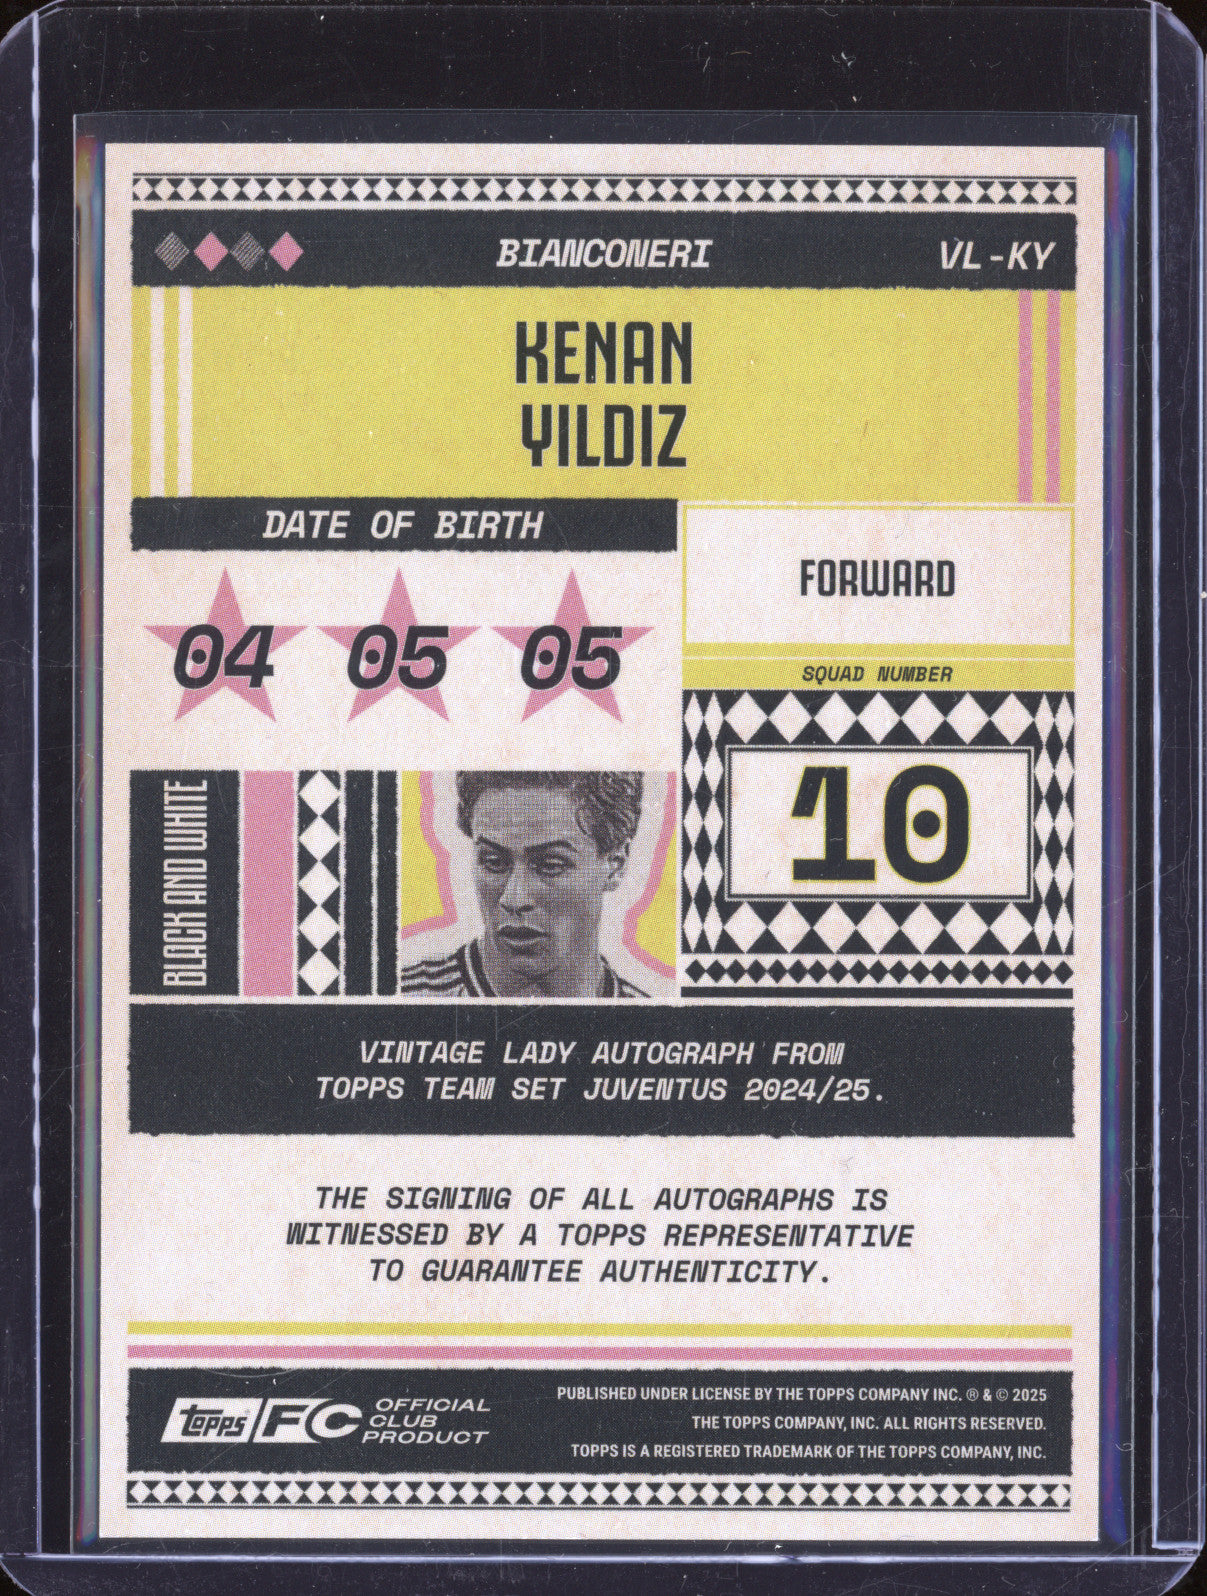 BIANCONERI
VL-KY
KENAN
YILDIZ
DATE OF BIRTH
04 05 05
FORWARD
SQUAD NUMBER
10
BLACK AND WHITE
VINTAGE LADY AUTOGRAPH FROM
TOPPS TEAM SET JUVENTUS 2024/25.
THE SIGNING OF ALL AUTOGRAPHS IS
WITNESSED BY A TOPPS REPRESENTATIVE
TO GUARANTEE AUTHENTICITY.
topps FC
OFFICIAL
CLUB
PRODUCT
PUBLISHED UNDER LICENSE BY THE TOPPS COMPANY INC. ® & © 2025
THE TOPPS COMPANY, INC. ALL RIGHTS RESERVED.
TOPPS IS A REGISTERED TRADEMARK OF THE TOPPS COMPANY, INC.